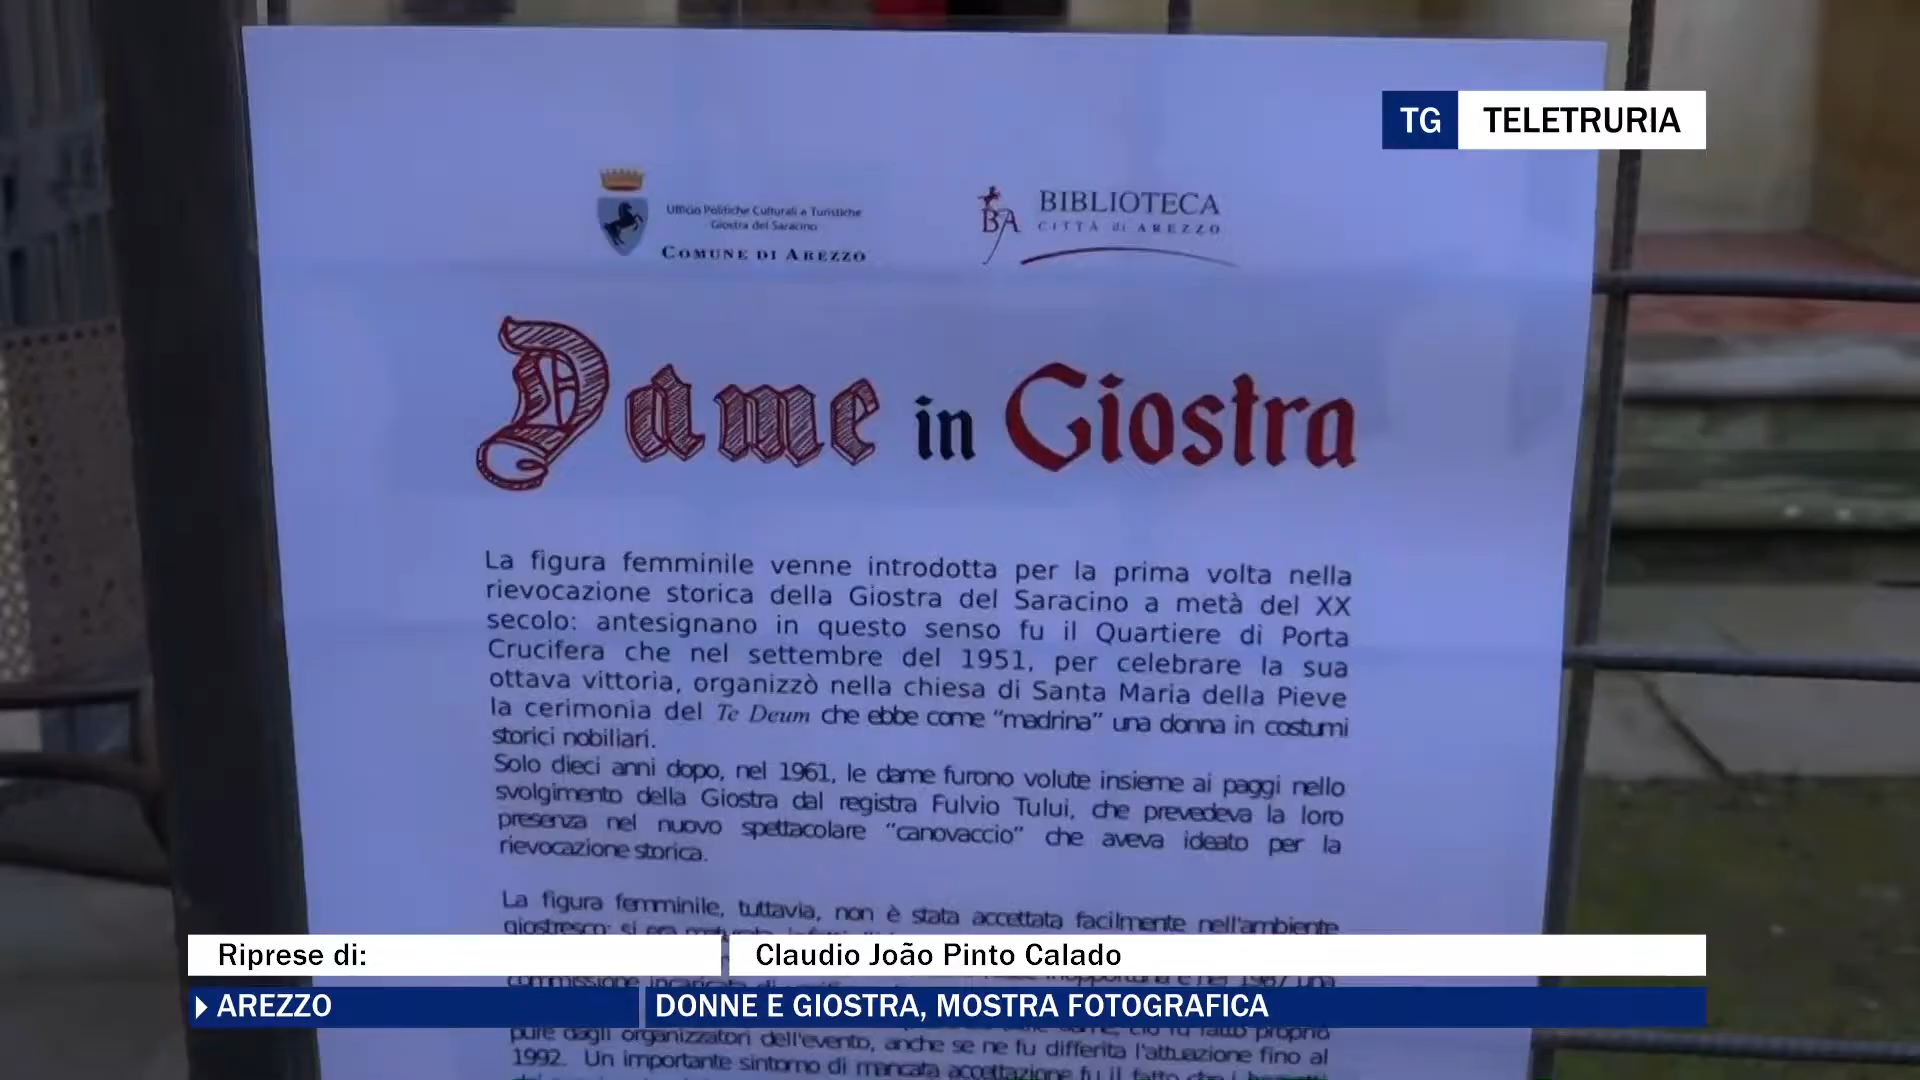 TG TELETRURIA
Ufficio Politiche Culturali e Turistiche
Giostra del Saracino
COMUNE DI AREZZO
BA
BIBLIOTECA
CITTÀ di AREZZO
Dame in Giostra
La figura femminile venne introdotta per la prima volta nella
rievocazione storica della Giostra del Saracino a metà del XX
secolo: antesignano in questo senso fu il Quartiere di Porta
Crucifera che nel settembre del 1951, per celebrare la sua
ottava vittoria, organizzò nella chiesa di Santa Maria della Pieve
la cerimonia del Te Deum che ebbe come “madrina” una donna in costumi
storici nobiliari.
Solo dieci anni dopo, nel 1961, le dame furono volute insieme ai paggi nello
svolgimento della Giostra dal registra Fulvio Tului, che prevedeva la loro
presenza nel nuovo spettacolare “canovaccio” che aveva ideato per la
rievocazione storica.
La figura femminile, tuttavia, non è stata accettata facilmente nell'ambiente
giostresco: si era
Riprese di: Claudio João Pinto Calado
commissione incaricata di
AREZZO DONNE E GIOSTRA, MOSTRA FOTOGRAFICA
pure dagli organizzatori dell'evento, anche se ne fu differita l'attuazione fino al
1992. Un importante sintomo di mancata accettazione fu il fatto che i